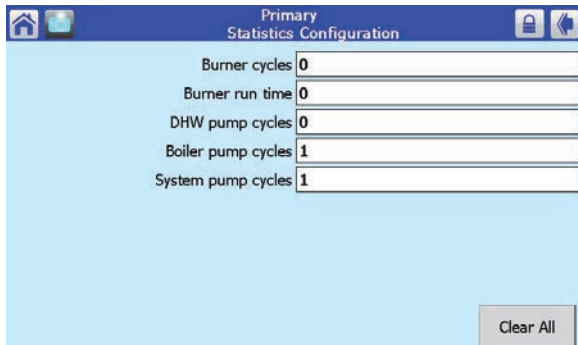 Primary
Statistics Configuration
Burner cycles 0
Burner run time 0
DHW pump cycles 0
Boiler pump cycles 1
System pump cycles 1
Clear All